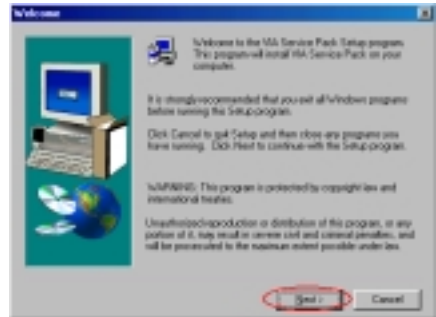 Welcome
Welcome to the VIA Service Pack Setup program.
This program will install VIA Service Pack on your
computer.
It is strongly recommended that you exit all Windows programs
before running the Setup program.
Click Cancel to quit Setup and then close any programs you
have running. Click Next to continue with the Setup program.
WARNING: This program is protected by copyright law and
international treaties.
Unauthorized reproduction or distribution of this program, or any
portion of it, may result in severe civil and criminal penalties, and
will be prosecuted to the maximum extent possible under law.
Next >
Cancel